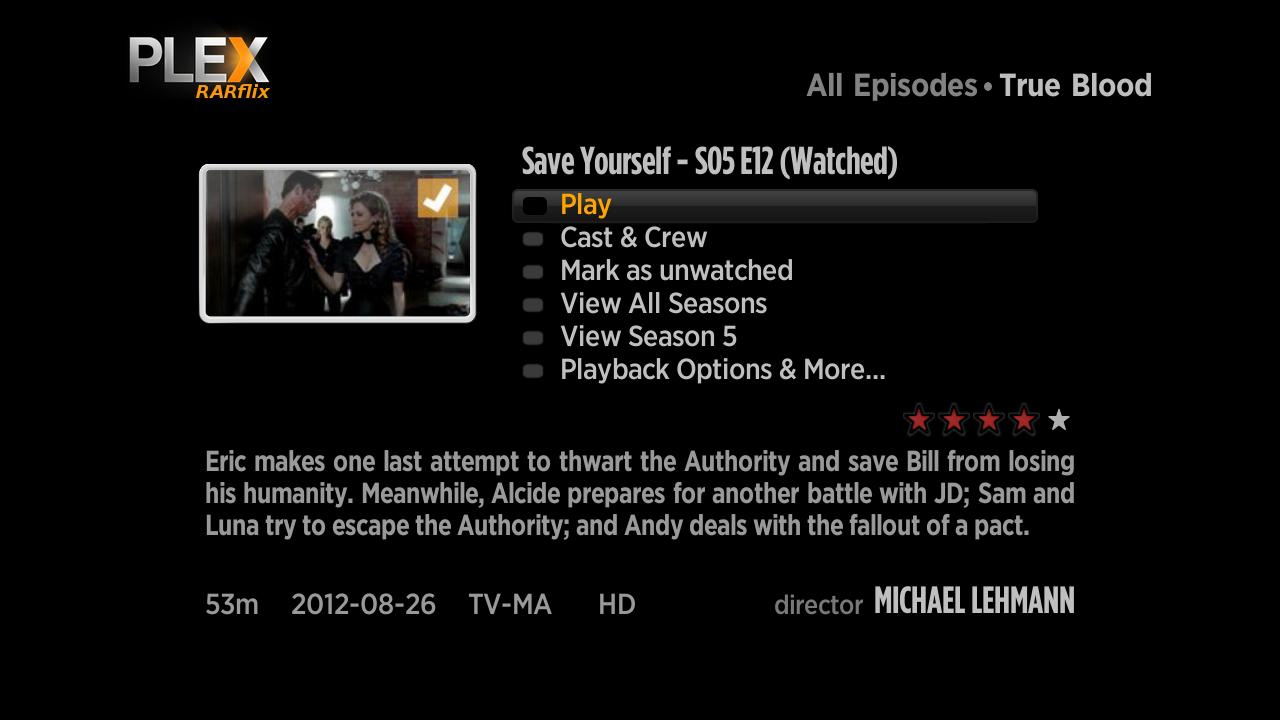 PLEX
RARflix
All Episodes • True Blood
Save Yourself - S05 E12 (Watched)
Play
Cast & Crew
Mark as unwatched
View All Seasons
View Season 5
Playback Options & More...
Eric makes one last attempt to thwart the Authority and save Bill from losing
his humanity. Meanwhile, Alcide prepares for another battle with JD; Sam and
Luna try to escape the Authority; and Andy deals with the fallout of a pact.
53m 2012-08-26 TV-MA HD director MICHAEL LEHMANN